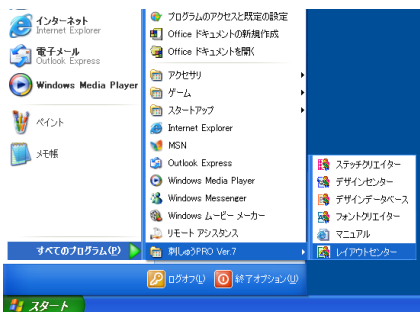 インターネット
Internet Explorer
電子メール
Outlook Express
Windows Media Player
ペイント
メモ帳
すべてのプログラム(P)
プログラムのアクセスと既定の設定
Office ドキュメントの新規作成
Office ドキュメントを開く
アクセサリ
ゲーム
スタートアップ
Internet Explorer
MSN
Outlook Express
Windows Media Player
Windows Messenger
Windows ムービー メーカー
リモート アシスタンス
刺しゅうPRO Ver.7
ステッチクリエイター
デザインセンター
デザインデータベース
フォントクリエイター
マニュアル
レイアウトセンター
ログオフ(L)
終了オプション(U)
スタート